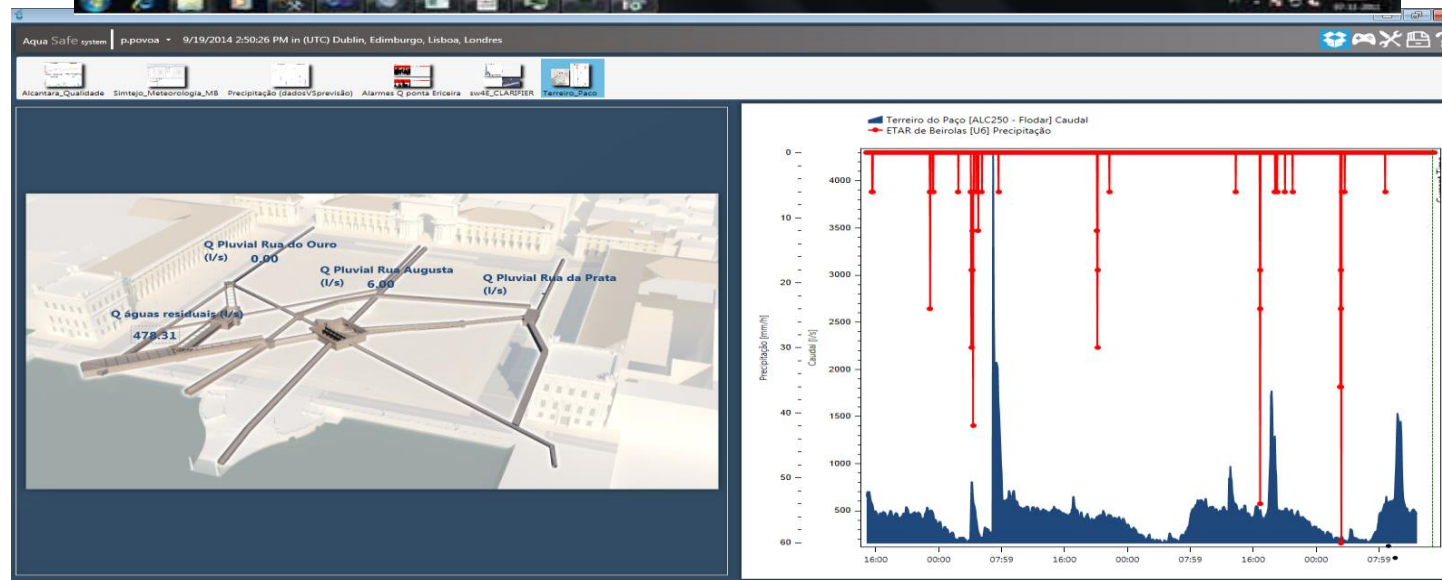 07-11-2011
Aqua Safe system p.povoa 9/19/2014 2:50:26 PM in (UTC) Dublin, Edimburgo, Lisboa, Londres
Alcantara_Qualidade Simtejo_Meteorología_MB Precipitação (dadosVSprevisão) Alarmes Q ponta Ericeira sw4E_CLARIFIER Terreiro_Paco
Q Pluvial Rua do Ouro
(l/s) 0.00
Q Pluvial Rua Augusta
(l/s) 6.00
Q Pluvial Rua da Prata
(l/s)
Q águas residuais (l/s)
478.31
Terreiro do Paço [ALC250 - Flodar] Caudal
ETAR de Beirolas [U6] Precipitação
Precipitação [mm/h]
0
10
20
30
40
50
60
Caudal [l/s]
4000
3500
3000
2500
2000
1500
1000
500
16:00 00:00 07:59 16:00 00:00 07:59 16:00 00:00 07:59